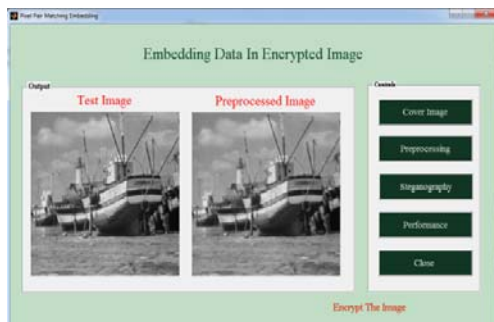 Pixel Pair Matching Embedding
Embedding Data In Encrypted Image
Output
Test Image
Preprocessed Image
Controls
Cover Image
Preprocessing
Steganography
Performance
Close
Encrypt The Image